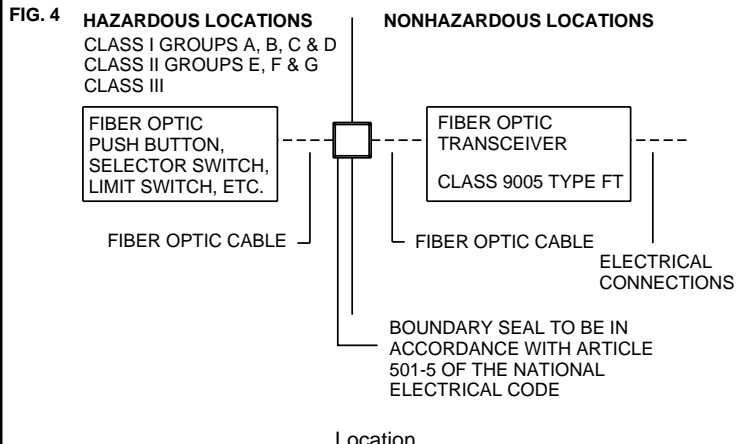 FIG. 4
HAZARDOUS LOCATIONS
CLASS I GROUPS A, B, C & D
CLASS II GROUPS E, F & G
CLASS III
NONHAZARDOUS LOCATIONS
FIBER OPTIC
PUSH BUTTON,
SELECTOR SWITCH,
LIMIT SWITCH, ETC.
FIBER OPTIC
TRANSCEIVER
CLASS 9005 TYPE FT
FIBER OPTIC CABLE
FIBER OPTIC CABLE
ELECTRICAL
CONNECTIONS
BOUNDARY SEAL TO BE IN
ACCORDANCE WITH ARTICLE
501-5 OF THE NATIONAL
ELECTRICAL CODE
Location